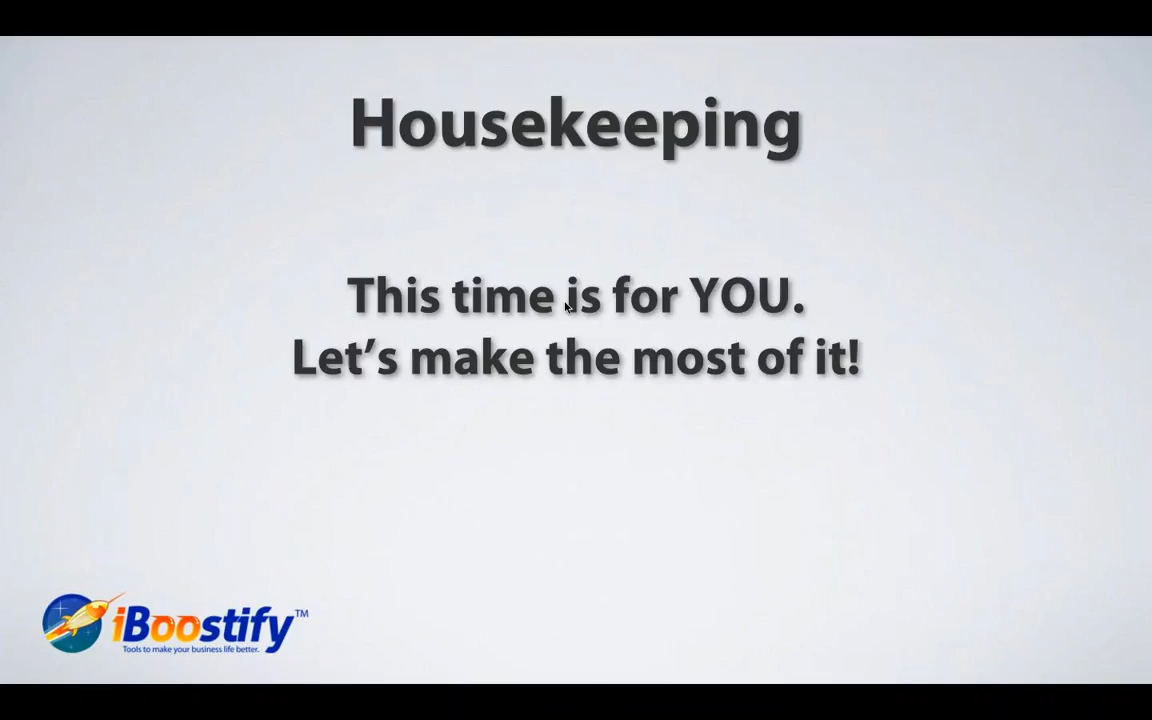 Housekeeping
This time is for YOU.
Let’s make the most of it!
iBoostify™
Tools to make your business life better.